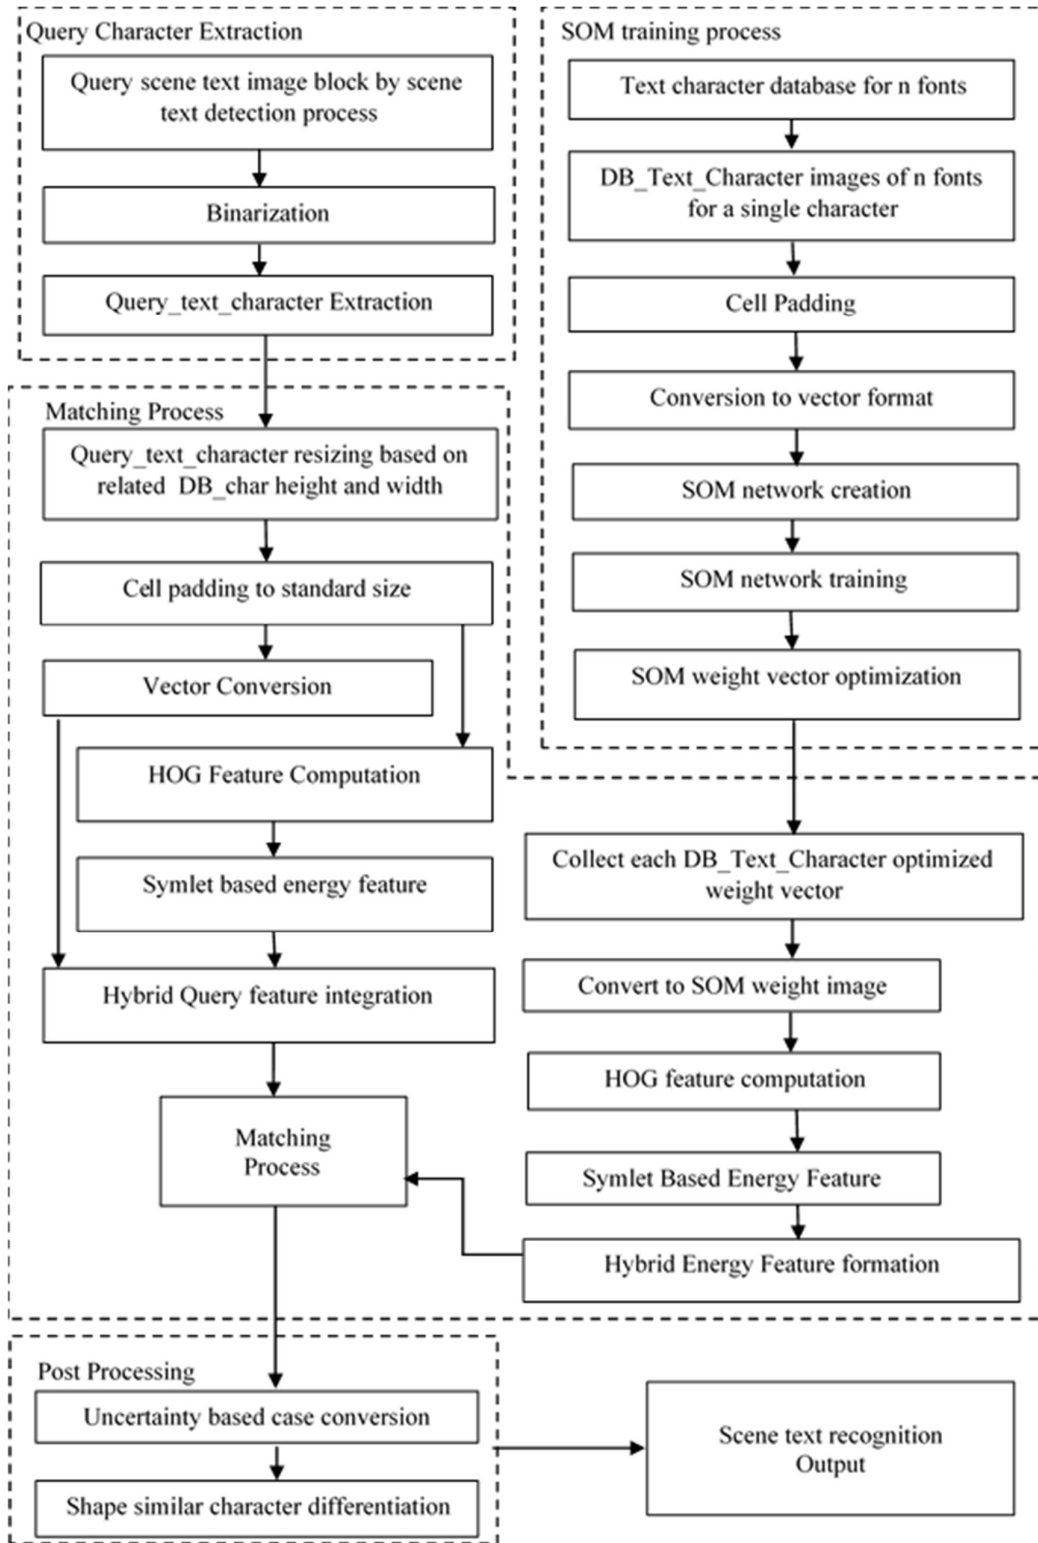 Query Character Extraction
Query scene text image block by scene
text detection process
Binarization
Query_text_character Extraction
SOM training process
Text character database for n fonts
DB_Text_Character images of n fonts
for a single character
Cell Padding
Conversion to vector format
SOM network creation
SOM network training
SOM weight vector optimization
Matching Process
Query_text_character resizing based on
related DB_char height and width
Cell padding to standard size
Vector Conversion
HOG Feature Computation
Symlet based energy feature
Hybrid Query feature integration
Matching
Process
Collect each DB_Text_Character optimized
weight vector
Convert to SOM weight image
HOG feature computation
Symlet Based Energy Feature
Hybrid Energy Feature formation
Post Processing
Uncertainty based case conversion
Shape similar character differentiation
Scene text recognition
Output